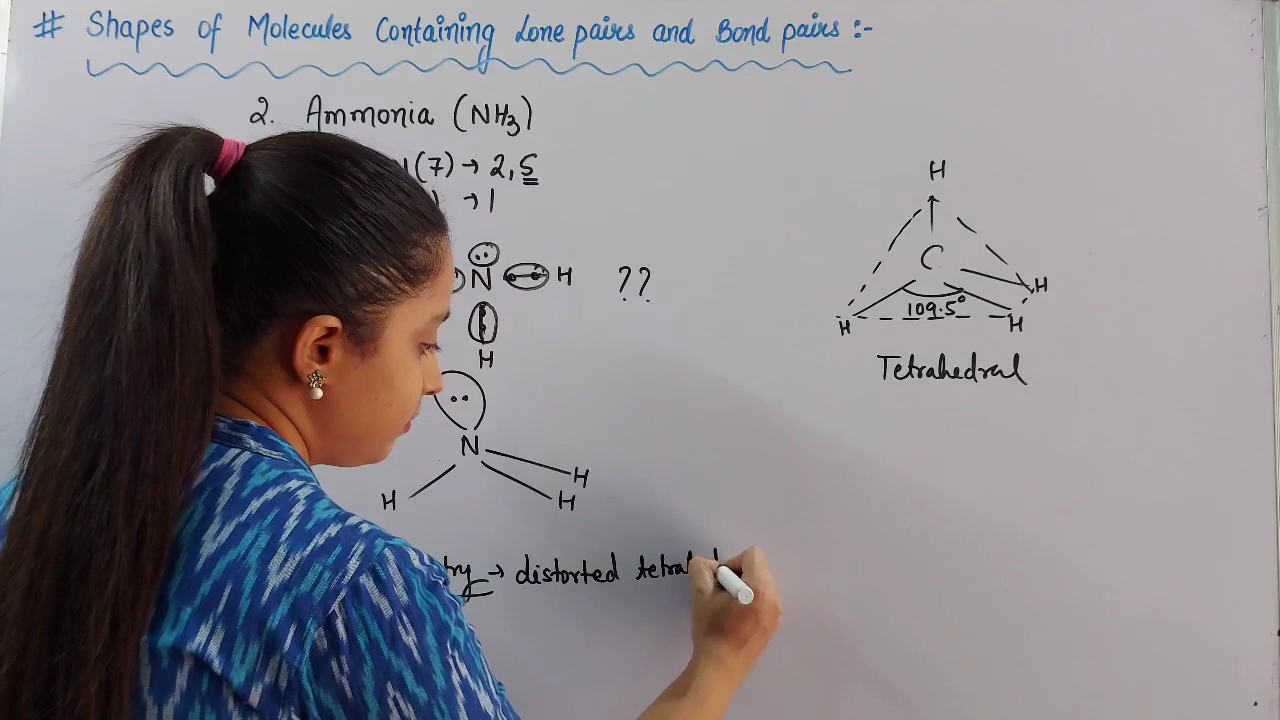 # Shapes of Molecules Containing Lone pairs and Bond pairs :-
2. Ammonia (NH3)
(7) → 2, 5
→ 1
N H ??
H
N
H H
H
→ distorted
H
C
109.5°
H H H
Tetrahedral